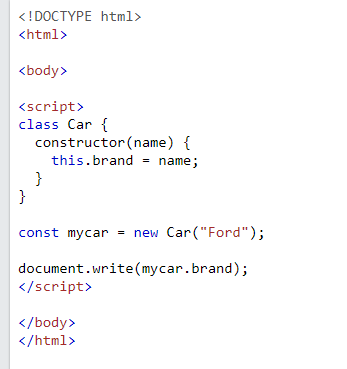 <!DOCTYPE html>
<html>
<body>
<script>
class Car {
  constructor(name) {
    this.brand = name;
  }
}
const mycar = new Car("Ford");
document.write(mycar.brand);
</script>
</body>
</html>